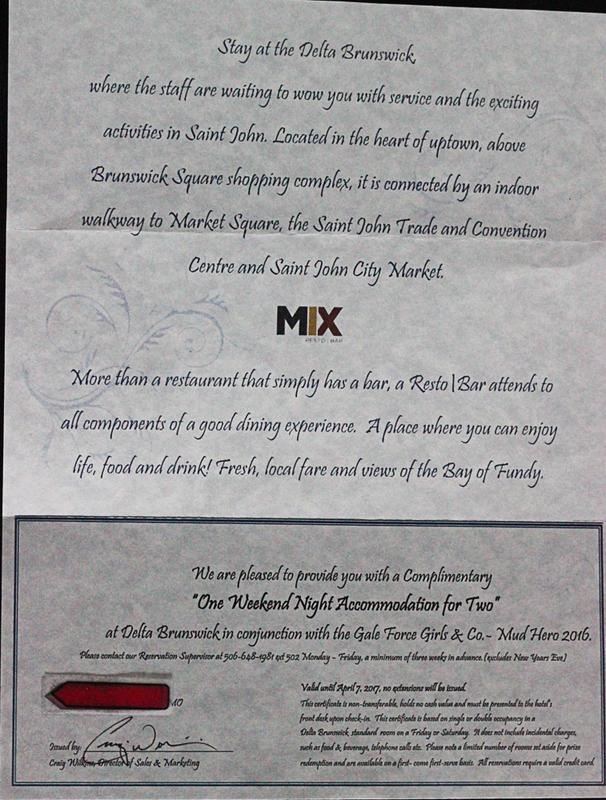 Stay at the Delta Brunswick,
where the staff are waiting to wow you with service and the exciting
activities in Saint John. Located in the heart of uptown, above
Brunswick Square shopping complex, it is connected by an indoor
walkway to Market Square, the Saint John Trade and Convention
Centre and Saint John City Market.
MIX
RESTO | BAR
More than a restaurant that simply has a bar, a Resto|Bar attends to
all components of a good dining experience. A place where you can enjoy
life, food and drink! Fresh, local fare and views of the Bay of Fundy.
We are pleased to provide you with a Complimentary
"One Weekend Night Accommodation for Two"
at Delta Brunswick in conjunction with the Gale Force Girls & Co.~ Mud Hero 2016.
Please contact our Reservation Supervisor at 506-648-1981 ext 502 Monday ~ Friday, a minimum of three weeks in advance. (excludes New Years Eve)
MO
Valid until April 7, 2017, no extensions will be issued.
This certificate is non-transferable, holds no cash value and must be presented to the hotel's
front desk upon check-in. This certificate is based on single or double occupancy in a
Delta Brunswick, standard room on a Friday or Saturday. It does not include incidental charges,
such as food & beverage, telephone calls etc. Please note a limited number of rooms set aside for prize
redemption and are available on a first- come first-serve basis. All reservations require a valid credit card.
Issued by:
Craig Wilkins, Director of Sales & Marketing